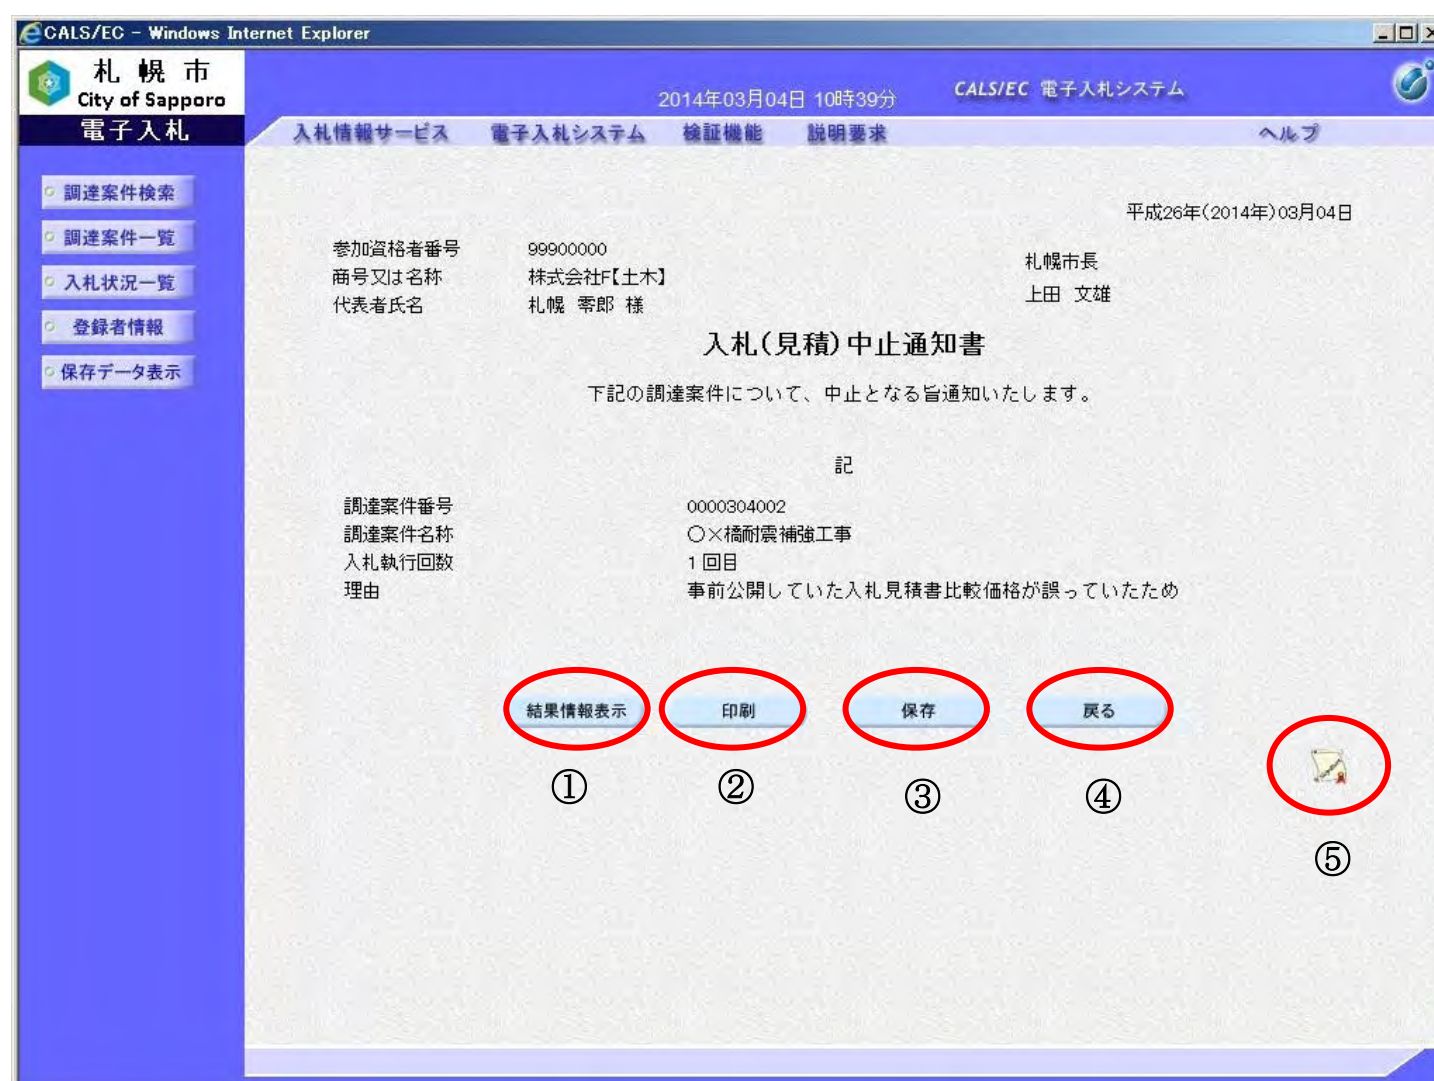 CALS/EC - Windows Internet Explorer
札幌市
City of Sapporo
電子入札
2014年03月04日 10時39分
CALS/EC 電子入札システム
入札情報サービス 電子入札システム 検証機能 説明要求 ヘルプ
調達案件検索
調達案件一覧
入札状況一覧
登録者情報
保存データ表示
平成26年(2014年)03月04日
参加資格者番号 99900000
商号又は名称 株式会社F【土木】
代表者氏名 札幌 零郎 様
札幌市長
上田 文雄
入札(見積)中止通知書
下記の調達案件について、中止となる旨通知いたします。
記
調達案件番号 0000304002
調達案件名称 〇×橋耐震補強工事
入札執行回数 1回目
理由 事前公開していた入札見積書比較価格が誤っていたため
結果情報表示 印刷 保存 戻る
① ② ③ ④
⑤